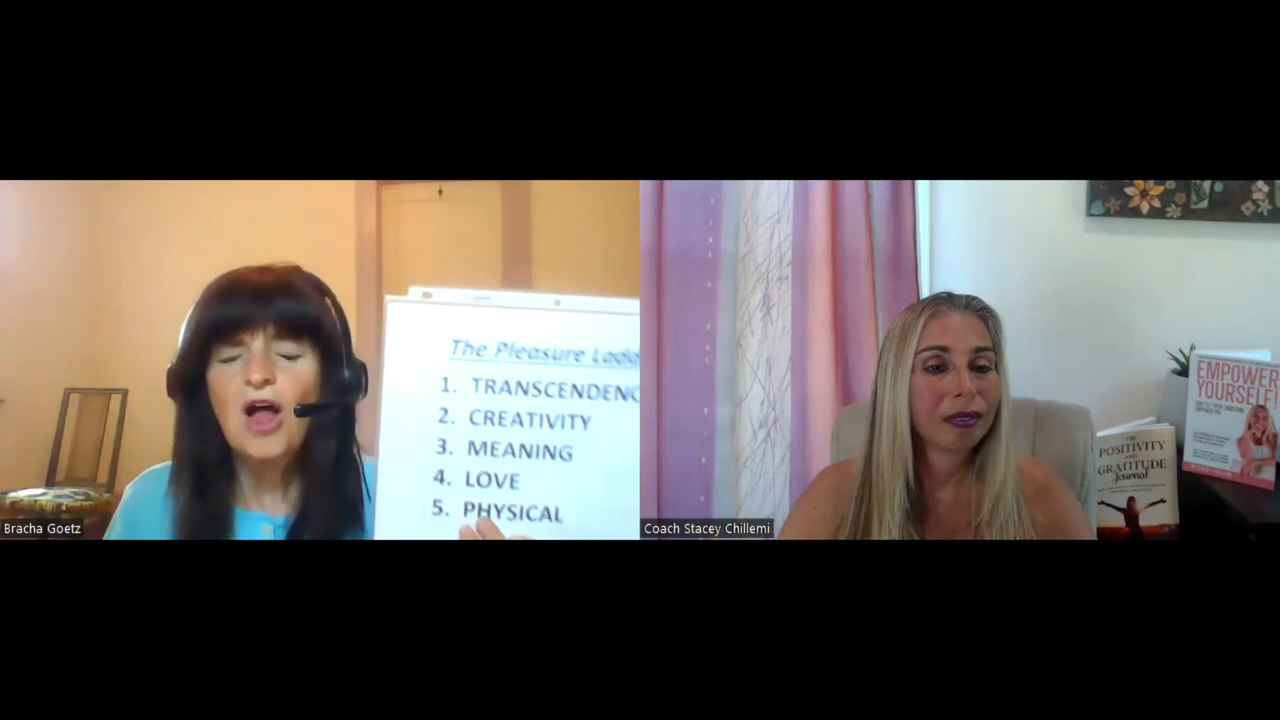 The Pleasure Ladd
1. TRANSCENDENC
2. CREATIVITY
3. MEANING
4. LOVE
5. PHYSICAL
Bracha Goetz
Coach Stacey Chillemi
THE
POSITIVITY
AND
GRATITUDE
Journal
EMPOWER
YOURSELF!